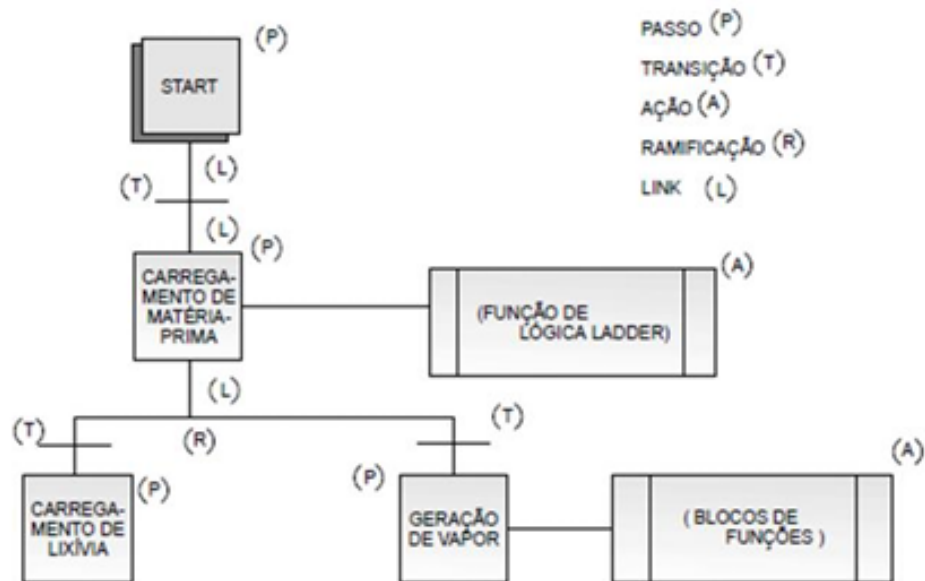 (P)
START
PASSO (P)
TRANSIÇÃO (T)
AÇÃO (A)
RAMIFICAÇÃO (R)
LINK (L)
(L)
(T)
(L)
(P)
CARREGA-
MENTO DE
MATÉRIA-
PRIMA
(A)
(FUNÇÃO DE
LÓGICA LADDER)
(L)
(T)
(R)
(T)
(P)
CARREGA-
MENTO DE
LIXÍVIA
(P)
GERAÇÃO
DE VAPOR
(A)
( BLOCOS DE
FUNÇÕES )